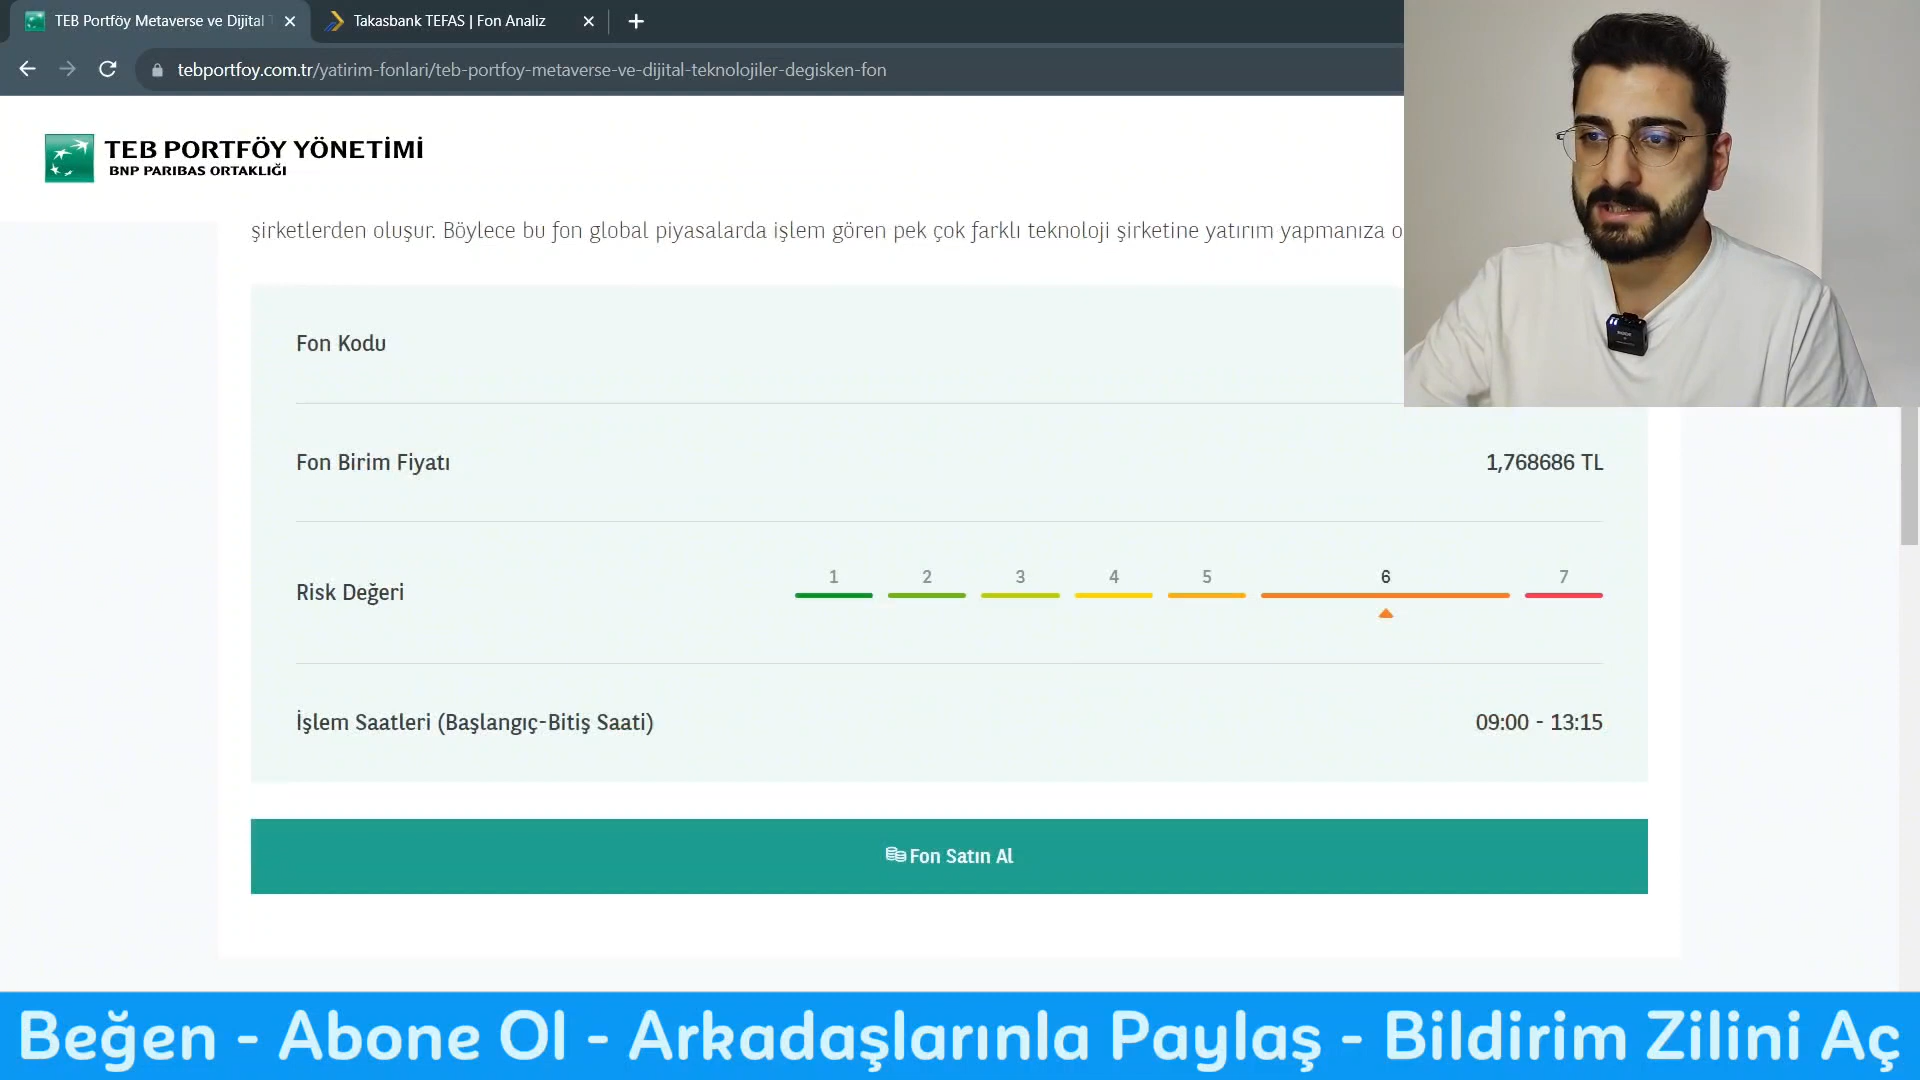 TEB Portföy Metaverse ve Dijital
Takasbank TEFAS | Fon Analiz
tebportfoy.com.tr/yatirim-fonlari/teb-portfoy-metaverse-ve-dijital-teknolojiler-degisken-fon
TEB PORTFÖY YÖNETİMİ
BNP PARIBAS ORTAKLIĞI
şirketlerden oluşur. Böylece bu fon global piyasalarda işlem gören pek çok farklı teknoloji şirketine yatırım yapmanıza
Fon Kodu
Fon Birim Fiyatı
1,768686 TL
Risk Değeri
1 2 3 4 5 6 7
İşlem Saatleri (Başlangıç-Bitiş Saati)
09:00 - 13:15
Fon Satın Al
Beğen - Abone Ol - Arkadaşlarınla Paylaş - Bildirim Zilini Aç